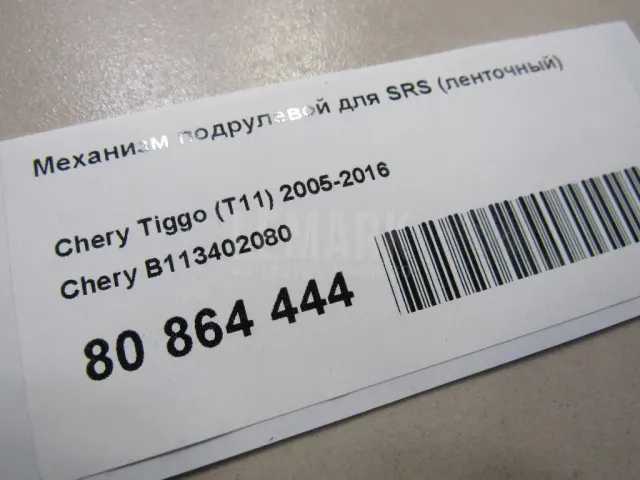 Механизм подрулевой для SRS (ленточный)
Chery Tiggo (T11) 2005-2016
Chery B113402080
80 864 444